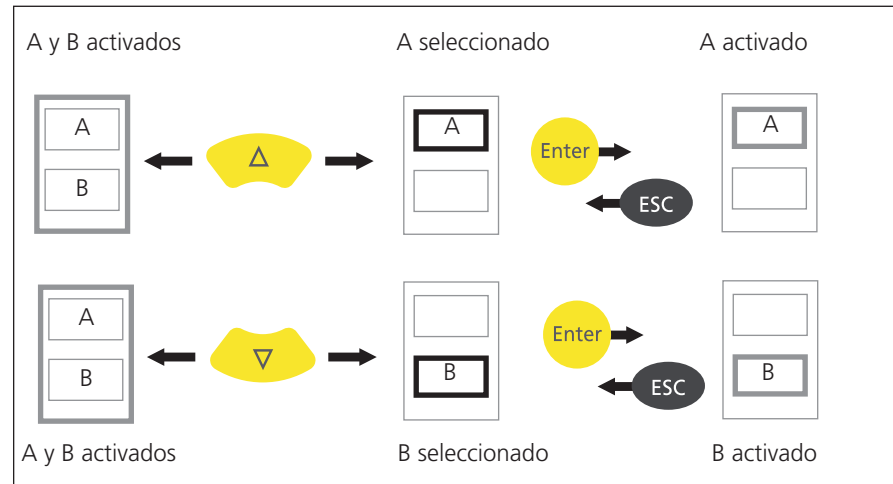 A y B activados
A seleccionado
A activado
A
B
△
A
Enter
ESC
A
A
B
▽
B
Enter
ESC
B
A y B activados
B seleccionado
B activado